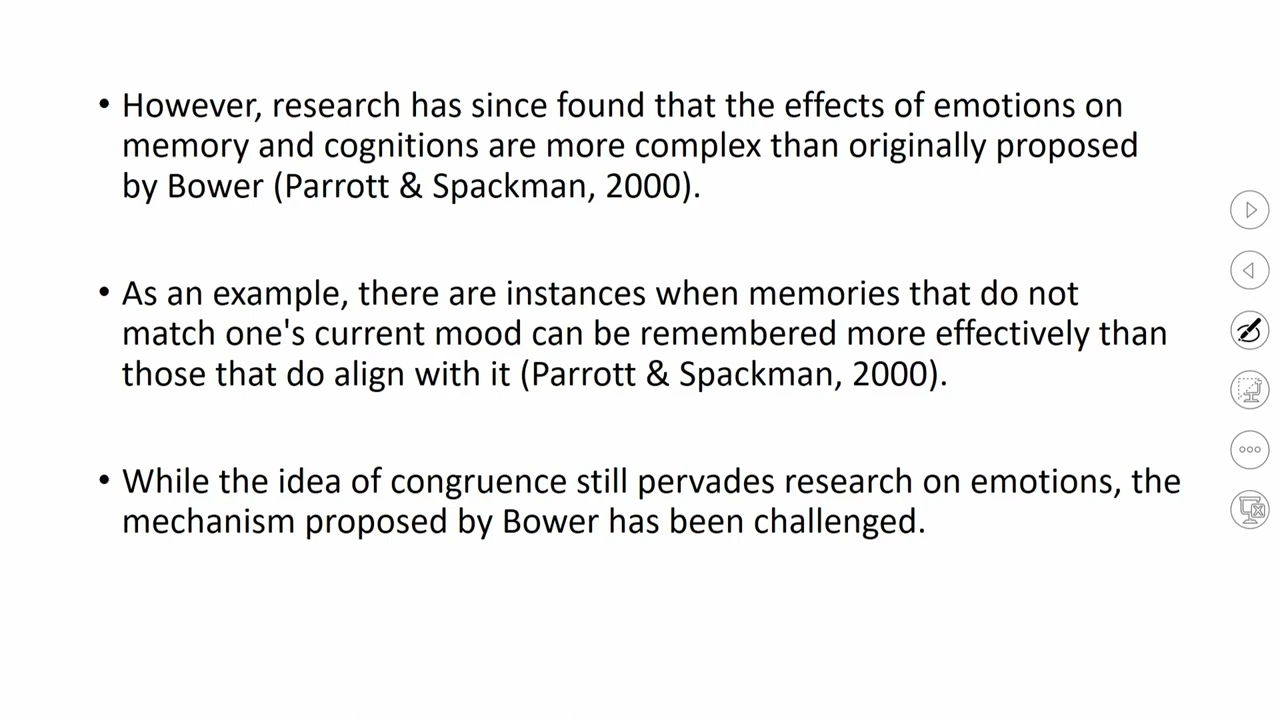 • However, research has since found that the effects of emotions on
memory and cognitions are more complex than originally proposed
by Bower (Parrott & Spackman, 2000).
• As an example, there are instances when memories that do not
match one's current mood can be remembered more effectively than
those that do align with it (Parrott & Spackman, 2000).
• While the idea of congruence still pervades research on emotions, the
mechanism proposed by Bower has been challenged.